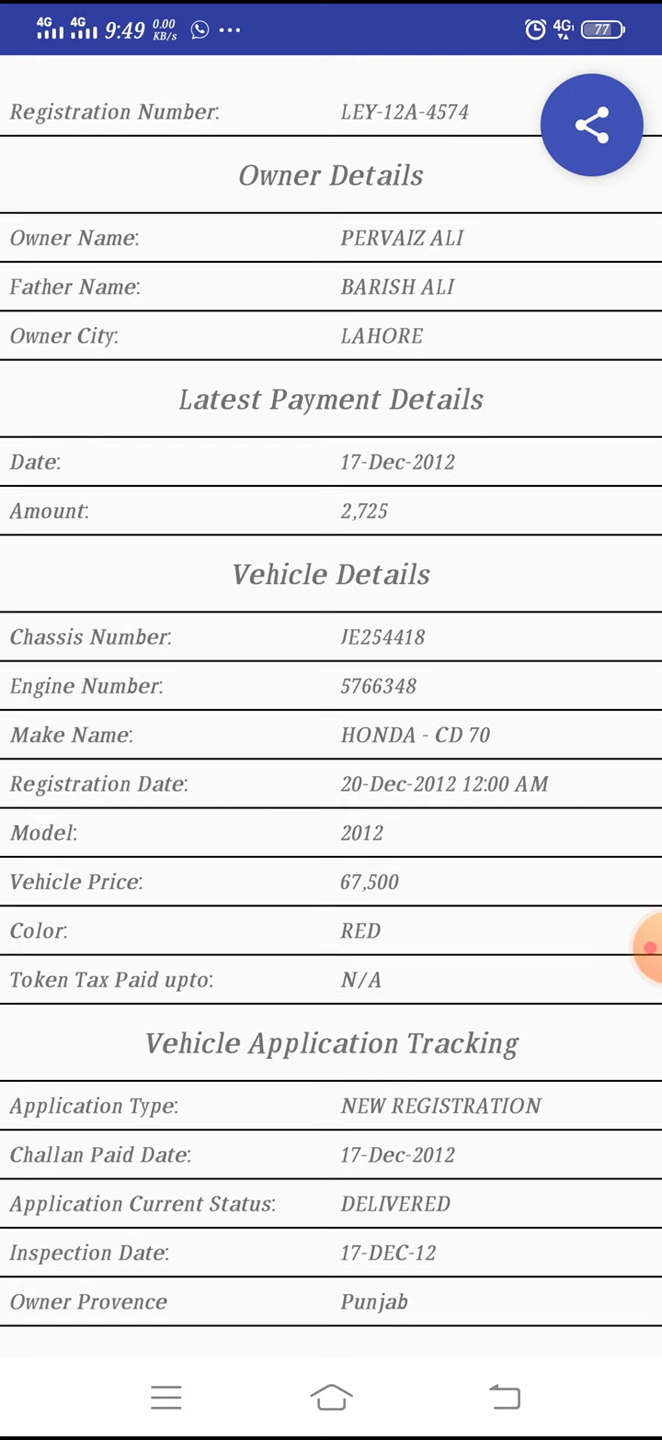 4G 4G 9:49 0.00 KB/s 4G 77
Registration Number: LEY-12A-4574
Owner Details
Owner Name: PERVAIZ ALI
Father Name: BARISH ALI
Owner City: LAHORE
Latest Payment Details
Date: 17-Dec-2012
Amount: 2,725
Vehicle Details
Chassis Number: JE254418
Engine Number: 5766348
Make Name: HONDA - CD 70
Registration Date: 20-Dec-2012 12:00 AM
Model: 2012
Vehicle Price: 67,500
Color: RED
Token Tax Paid upto: N/A
Vehicle Application Tracking
Application Type: NEW REGISTRATION
Challan Paid Date: 17-Dec-2012
Application Current Status: DELIVERED
Inspection Date: 17-DEC-12
Owner Provence Punjab